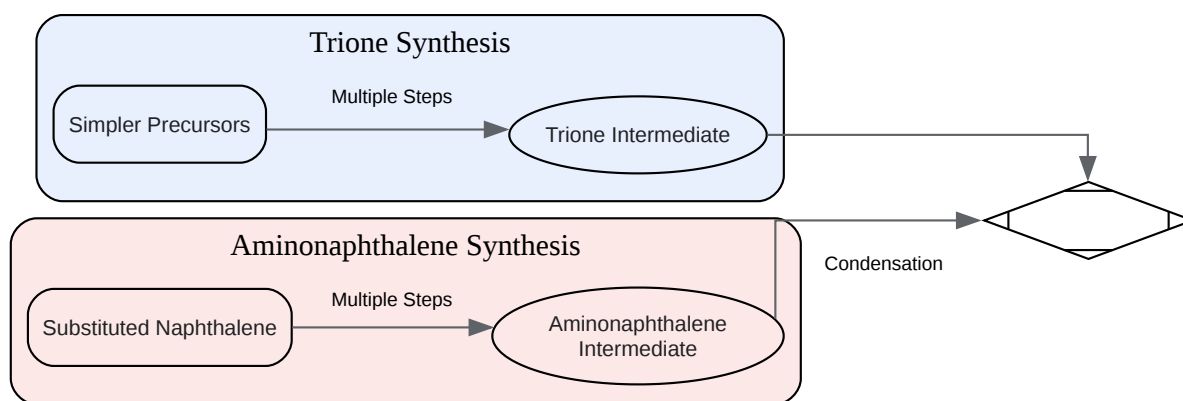 Trione Synthesis
Multiple Steps
Simpler Precursors
Trione Intermediate
Aminonaphthalene Synthesis
Condensation
Multiple Steps
Substituted Naphthalene
Aminonaphthalene
Intermediate